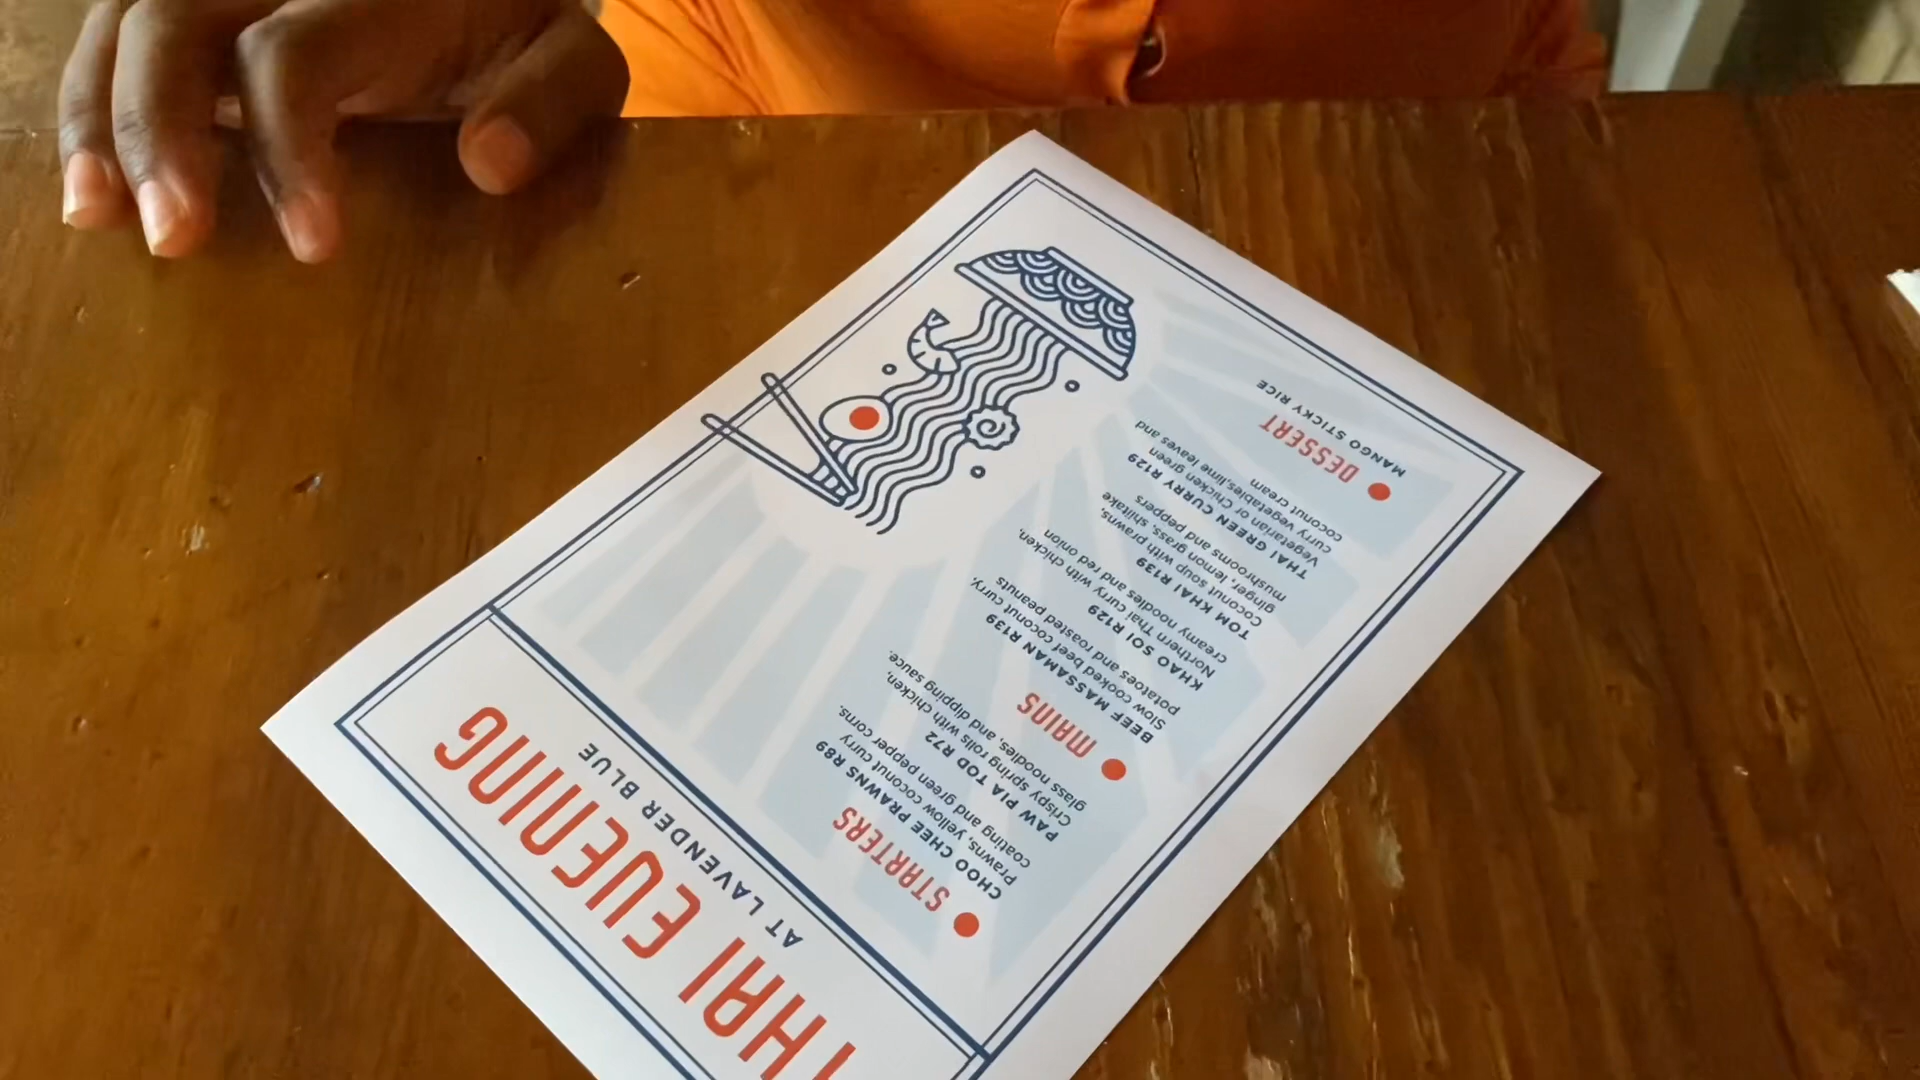 THAI EVENING
AT LAVENDER BLUE
STARTERS
CHOO CHEE PRAWNS R89
Prawns, yellow coconut curry
coating and green pepper corns.
PAW PIA TOD R72
Crispy spring rolls with chicken,
glass noodles, and dipping sauce.
MAINS
BEEF MASSAMAN R139
Slow cooked beef coconut curry,
potatoes and roasted peanuts
KHAO SOI R129
Northern Thai curry with chicken,
creamy noodles and red onion
TOM KHAI R139
Coconut soup with prawns,
ginger, lemon grass, shiitake
mushrooms and peppers
THAI GREEN CURRY R129
Vegetarian or Chicken green
curry vegetables,lime leaves and
coconut cream
DESSERT
MANGO STICKY RICE